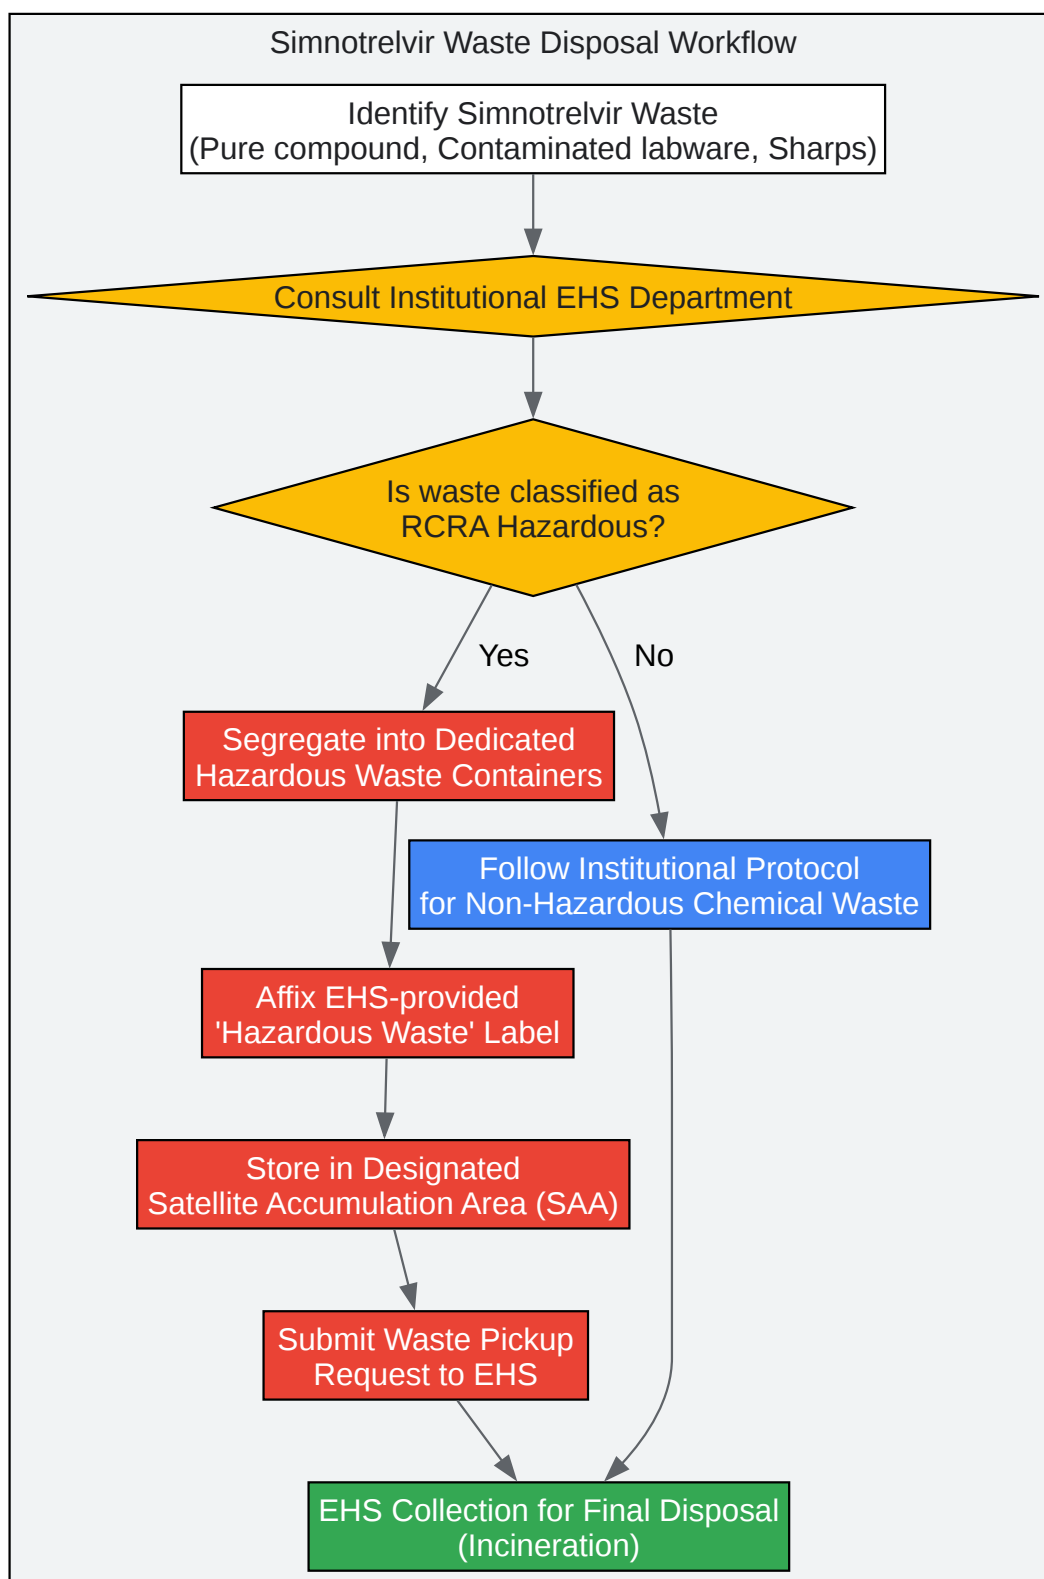 Simnotrelvir Waste Disposal Workflow
Identify Simnotrelvir Waste
(Pure compound, Contaminated labware, Sharps)
Consult Institutional EHS Department
Is waste classified as
RCRA Hazardous?
Yes
No
Segregate into Dedicated
Hazardous Waste Containers
Follow Institutional Protocol
for Non-Hazardous Chemical Waste
Affix EHS-provided
'Hazardous Waste' Label
Store in Designated
Satellite Accumulation Area (SAA)
Submit Waste Pickup
Request to EHS
EHS Collection for Final Disposal
(Incineration)